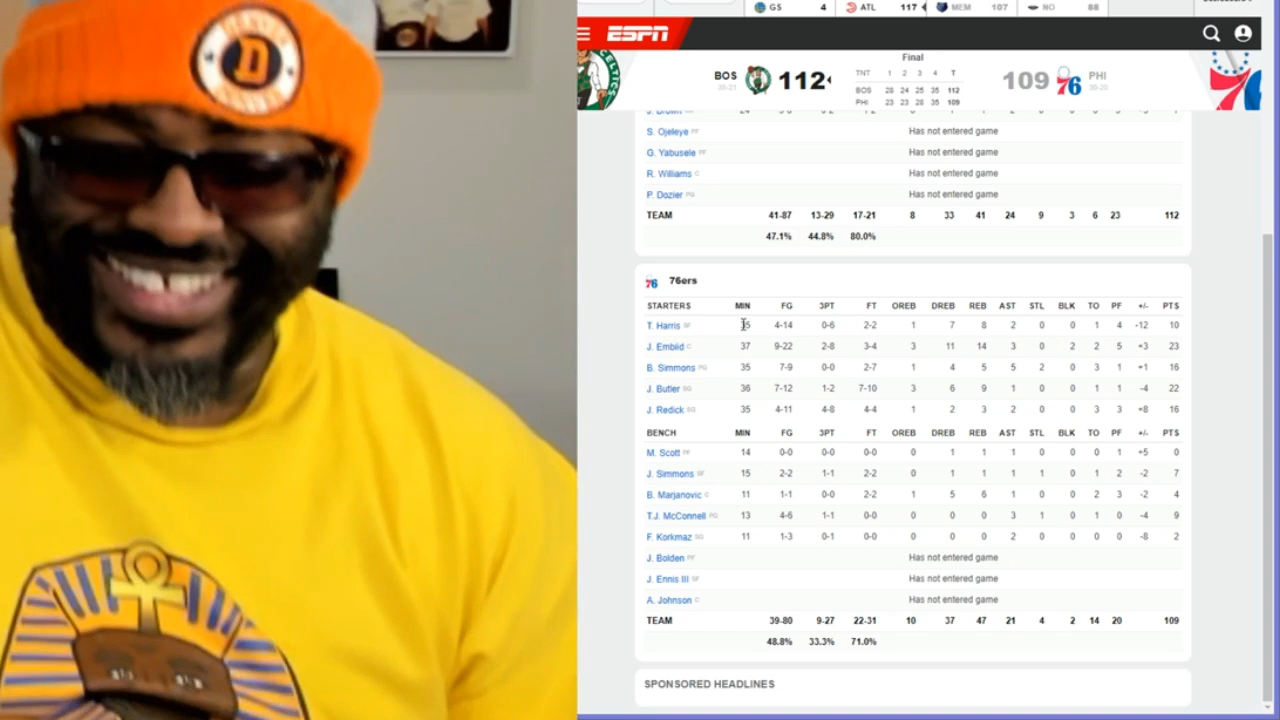 GS 4 ATL 117 MEM 107 NO 88
ESPN
Final
BOS 112 TNT 1 2 3 4 T 109 76 PHI
BOS 28 24 25 35 112
PHI 23 23 28 35 109
CELTICS
D
S. Ojeleye PF Has not entered game
G. Yabusele PF Has not entered game
R. Williams C Has not entered game
P. Dozier PG Has not entered game
TEAM 41-87 13-29 17-21 8 33 41 24 9 3 6 23 112
47.1% 44.8% 80.0%
76 76ers
STARTERS MIN FG 3PT FT OREB DREB REB AST STL BLK TO PF +/- PTS
T. Harris SF 4-14 0-6 2-2 1 7 8 2 0 0 1 4 -12 10
J. Embiid C 37 9-22 2-8 3-4 3 11 14 3 0 2 2 5 +3 23
B. Simmons PG 35 7-9 0-0 2-7 1 4 5 5 2 0 3 1 +1 16
J. Butler SG 36 7-12 1-2 7-10 3 6 9 1 0 0 1 1 -4 22
J. Redick SG 35 4-11 4-8 4-4 1 2 3 2 0 0 3 3 +8 16
BENCH MIN FG 3PT FT OREB DREB REB AST STL BLK TO PF +/- PTS
M. Scott PF 14 0-0 0-0 0-0 0 1 1 1 0 0 0 1 +5 0
J. Simmons SF 15 2-2 1-1 2-2 0 1 1 1 1 0 1 2 -2 7
B. Marjanovic C 11 1-1 0-0 2-2 1 5 6 1 0 0 2 3 -2 4
T.J. McConnell PG 13 4-6 1-1 0-0 0 0 0 3 1 0 1 0 -4 9
F. Korkmaz SG 11 1-3 0-1 0-0 0 0 0 2 0 0 0 0 -8 2
J. Bolden PF Has not entered game
J. Ennis III SF Has not entered game
A. Johnson C Has not entered game
TEAM 39-80 9-27 22-31 10 37 47 21 4 2 14 20 109
48.8% 33.3% 71.0%
SPONSORED HEADLINES